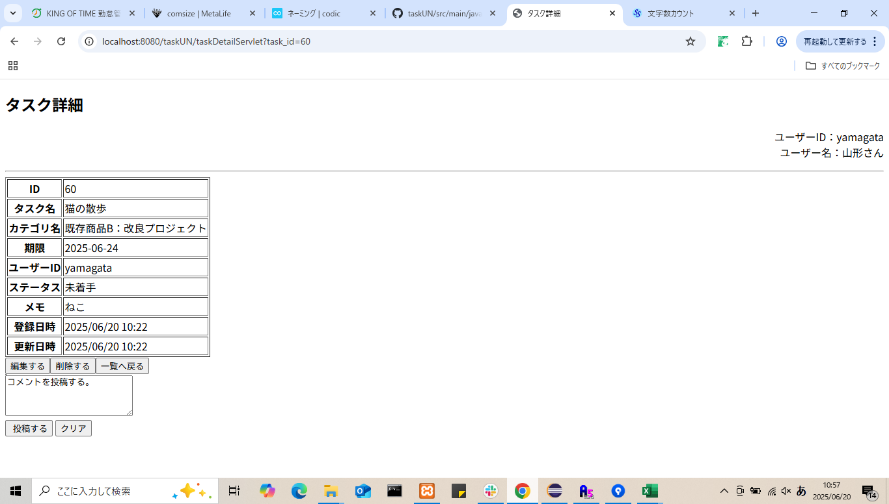 KING OF TIME 勤怠管
comsize | MetaLife
ネーミング | codic
taskUN/src/main/java
タスク詳細
文字数カウント
localhost:8080/taskUN/taskDetailServlet?task_id=60
再起動して更新する
すべてのブックマーク
タスク詳細
ユーザーID：yamagata
ユーザー名：山形さん
ID 60
タスク名 猫の散歩
カテゴリ名 既存商品B：改良プロジェクト
期限 2025-06-24
ユーザーID yamagata
ステータス 未着手
メモ ねこ
登録日時 2025/06/20 10:22
更新日時 2025/06/20 10:22
編集する 削除する 一覧へ戻る
コメントを投稿する。
投稿する クリア
ここに入力して検索
あ
10:57
2025/06/20
14